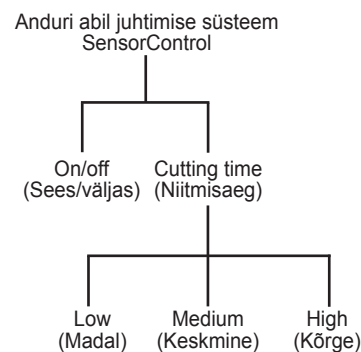 Anduri abil juhtimise süsteem
SensorControl
On/off
(Sees/väljas)
Cutting time
(Niitmisaeg)
Low
(Madal)
Medium
(Keskmine)
High
(Kõrge)